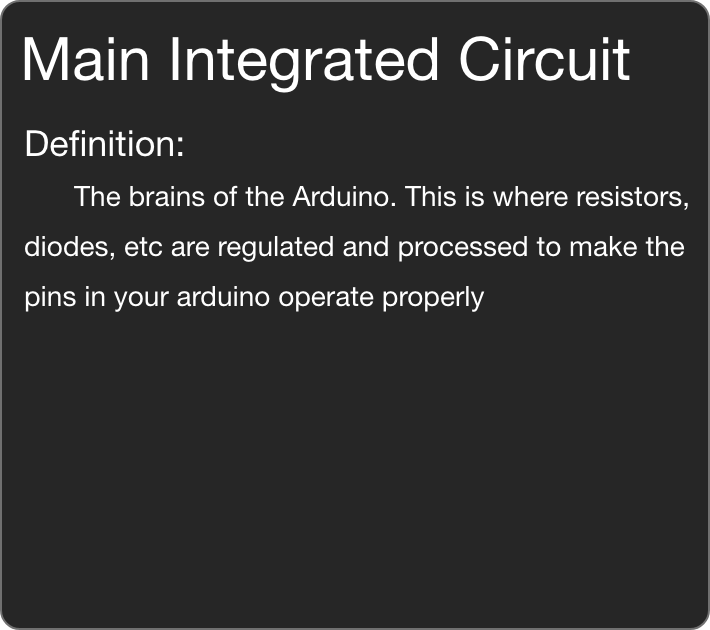 Main Integrated Circuit
Definition:
The brains of the Arduino. This is where resistors,
diodes, etc are regulated and processed to make the
pins in your arduino operate properly